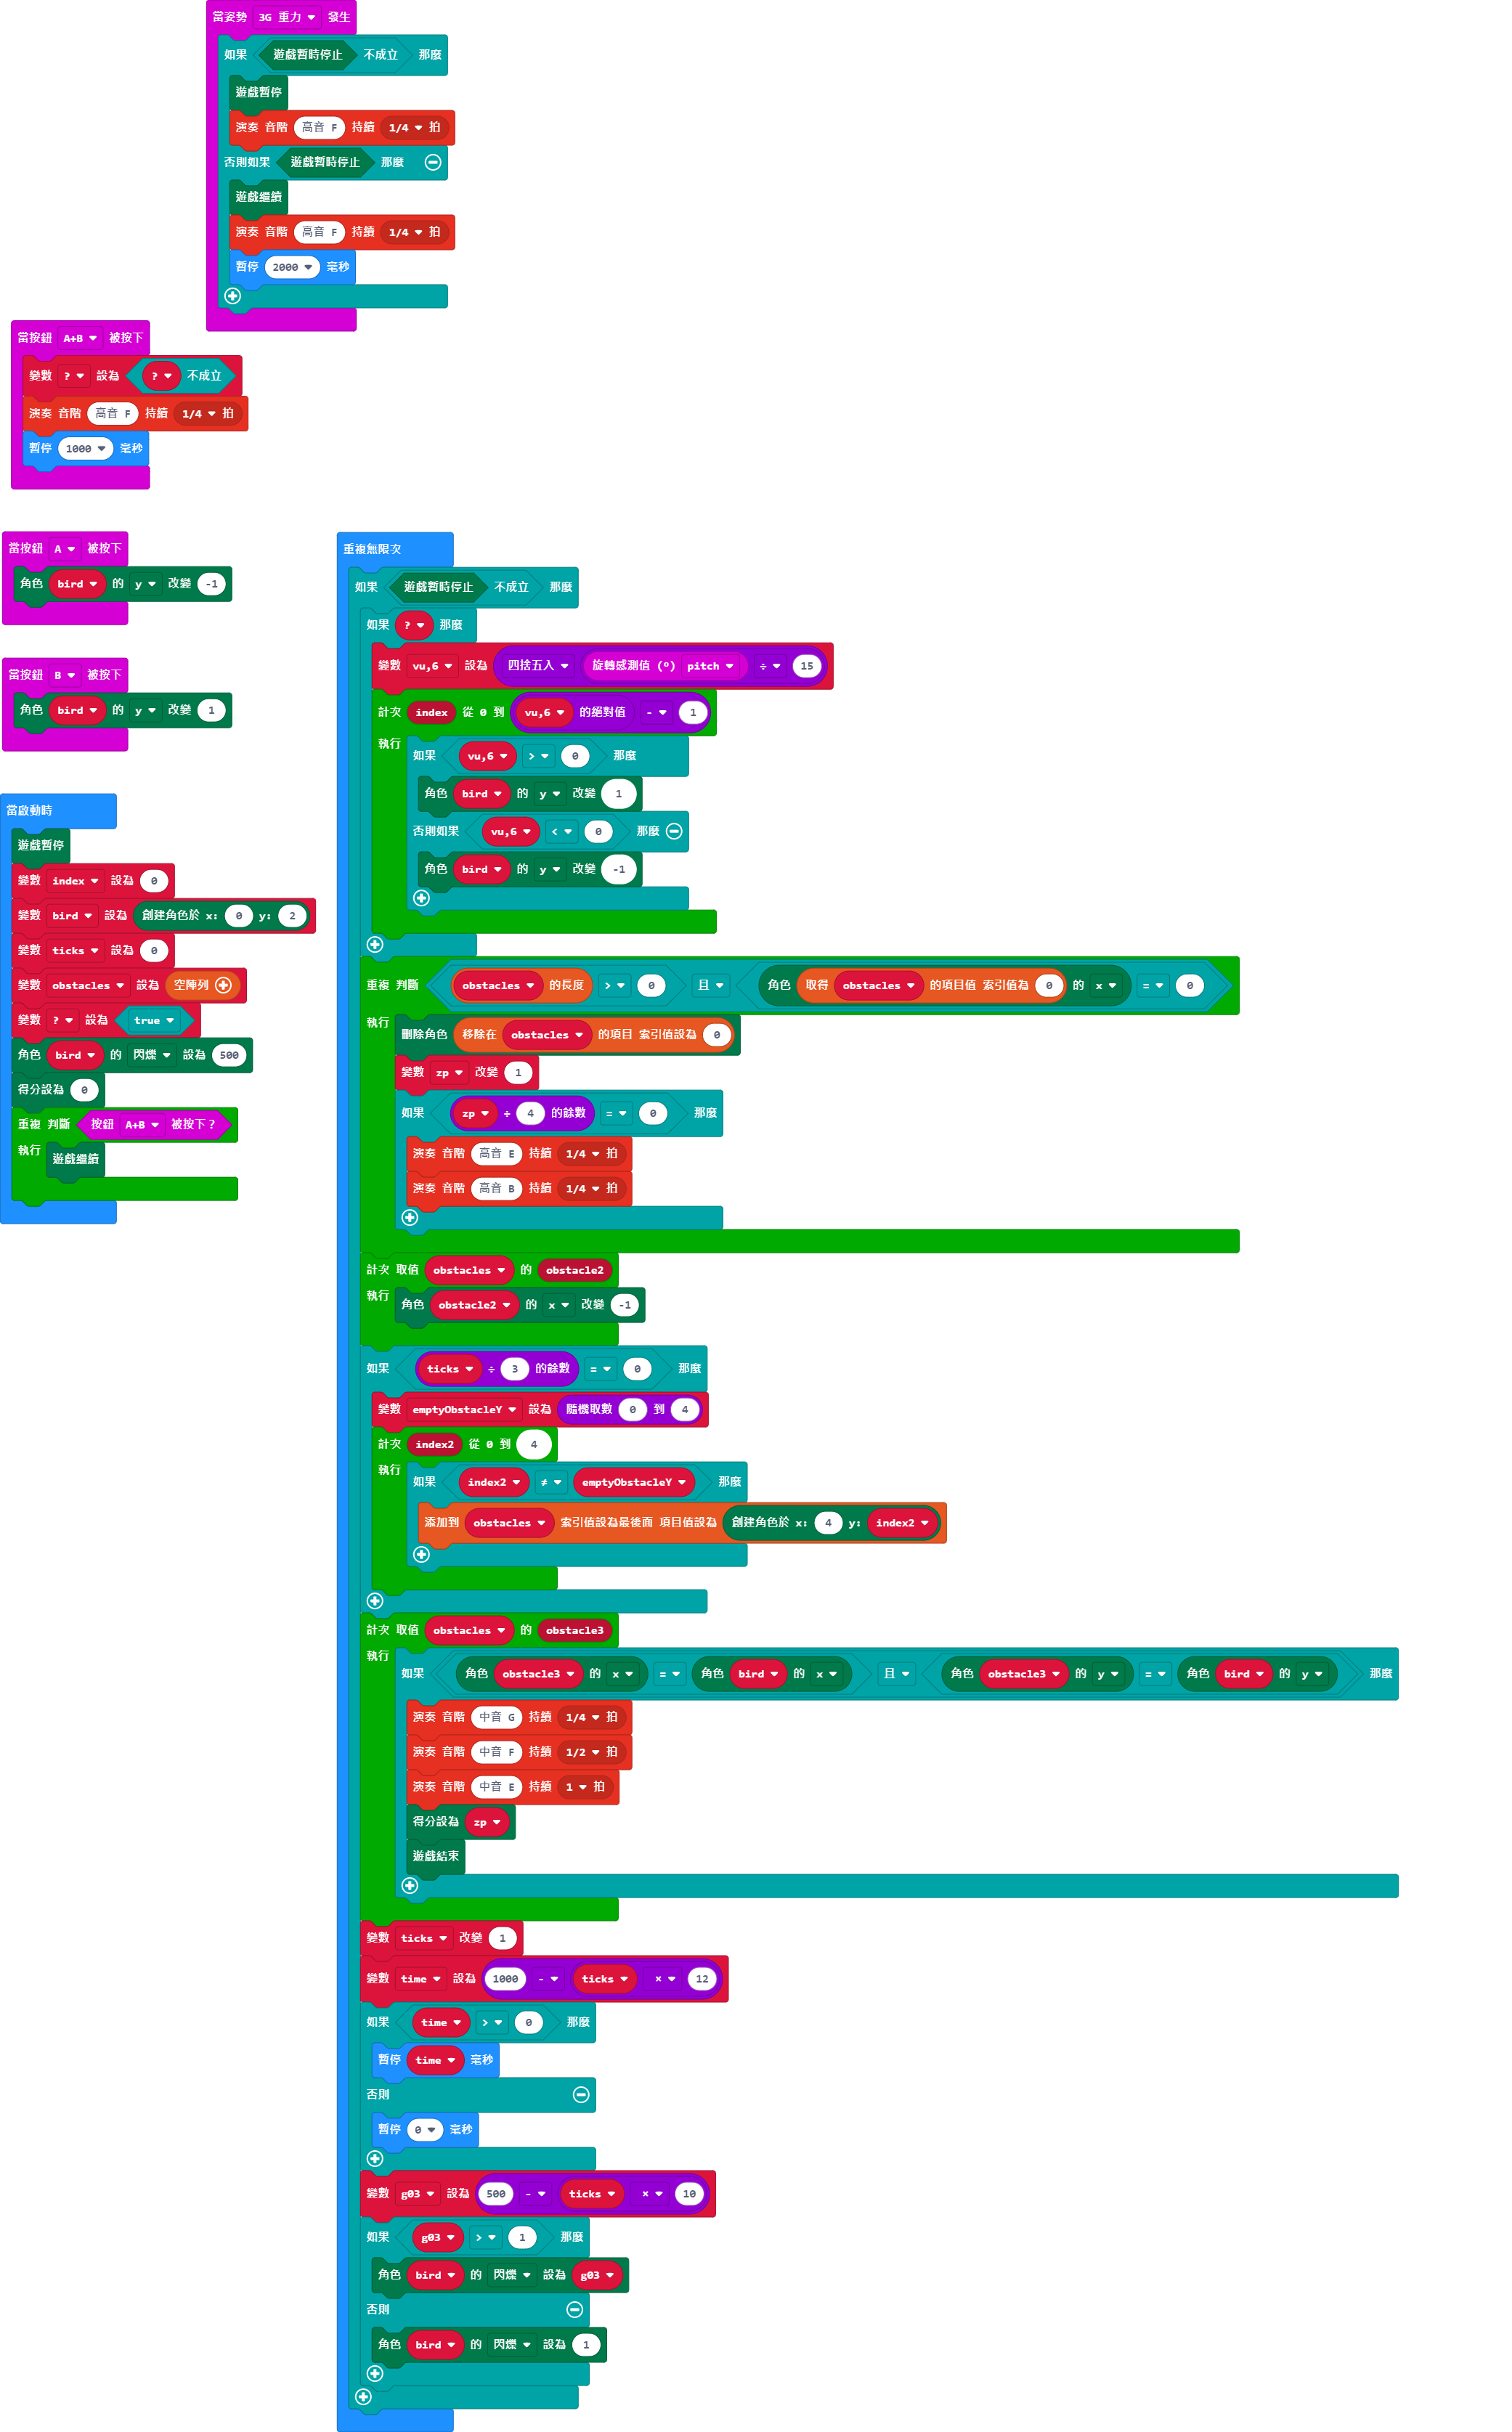 當姿勢 3G 重力 發生
如果 遊戲暫時停止 不成立 那麼
遊戲暫停
演奏 音階 高音 F 持續 1/4 拍
否則如果 遊戲暫時停止 那麼
遊戲繼續
演奏 音階 高音 F 持續 1/4 拍
暫停 2000 毫秒
當按鈕 A+B 被按下
變數 ? 設為 ? 不成立
演奏 音階 高音 F 持續 1/4 拍
暫停 1000 毫秒
當按鈕 A 被按下
角色 bird 的 y 改變 -1
當按鈕 B 被按下
角色 bird 的 y 改變 1
當啟動時
遊戲暫停
變數 index 設為 0
變數 bird 設為 創建角色於 x: 0 y: 2
變數 ticks 設為 0
變數 obstacles 設為 空陣列
變數 ? 設為 true
角色 bird 的 閃爍 設為 500
得分設為 0
重複 判斷 按鈕 A+B 被按下?
執行
遊戲繼續
重複無限次
如果 遊戲暫時停止 不成立 那麼
如果 ? 那麼
變數 vu,6 設為 四捨五入 旋轉感測值 (º) pitch ÷ 15
計次 index 從 0 到 vu,6 的絕對值 - 1
執行
如果 vu,6 > 0 那麼
角色 bird 的 y 改變 1
否則如果 vu,6 < 0 那麼
角色 bird 的 y 改變 -1
重複 判斷 obstacles 的長度 > 0 且 角色 取得 obstacles 的項目值 索引值為 0 的 x = 0
執行
刪除角色 移除在 obstacles 的項目 索引值設為 0
變數 zp 改變 1
如果 zp ÷ 4 的餘數 = 0 那麼
演奏 音階 高音 E 持續 1/4 拍
演奏 音階 高音 B 持續 1/4 拍
計次 取值 obstacles 的 obstacle2
執行
角色 obstacle2 的 x 改變 -1
如果 ticks ÷ 3 的餘數 = 0 那麼
變數 emptyObstacleY 設為 隨機取數 0 到 4
計次 index2 從 0 到 4
執行
如果 index2 ≠ emptyObstacleY 那麼
添加到 obstacles 索引值設為最後面 項目值設為 創建角色於 x: 4 y: index2
計次 取值 obstacles 的 obstacle3
執行
如果 角色 obstacle3 的 x = 角色 bird 的 x 且 角色 obstacle3 的 y = 角色 bird 的 y 那麼
演奏 音階 中音 G 持續 1/4 拍
演奏 音階 中音 F 持續 1/2 拍
演奏 音階 中音 E 持續 1 拍
得分設為 zp
遊戲結束
變數 ticks 改變 1
變數 time 設為 1000 - ticks × 12
如果 time > 0 那麼
暫停 time 毫秒
否則
暫停 0 毫秒
變數 g03 設為 500 - ticks × 10
如果 g03 > 1 那麼
角色 bird 的 閃爍 設為 g03
否則
角色 bird 的 閃爍 設為 1